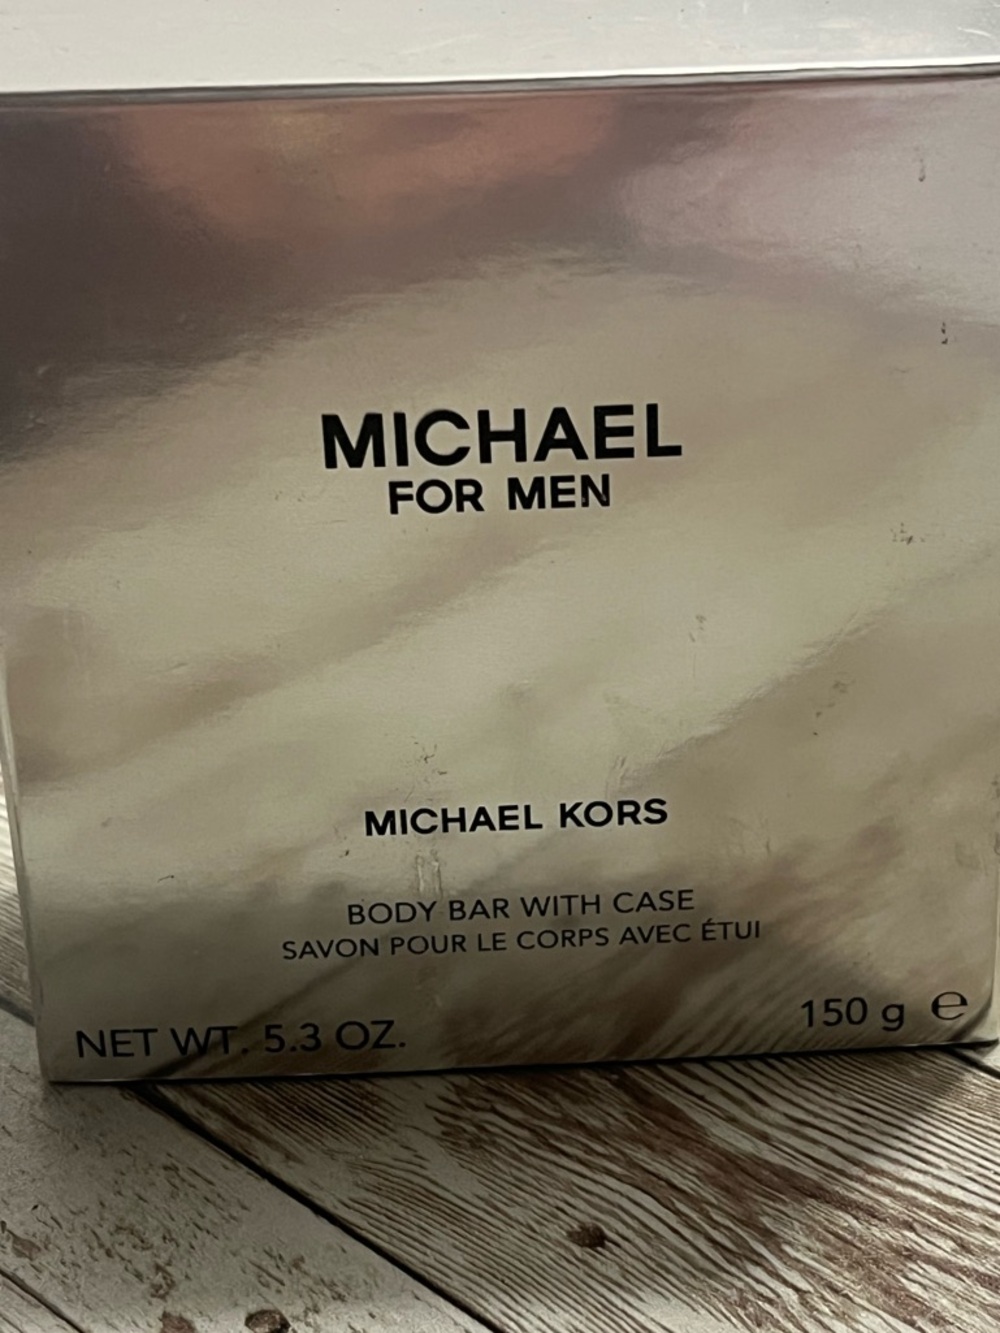 MICHAEL
FOR MEN
MICHAEL KORS
BODY BAR WITH CASE
SAVON POUR LE CORPS AVEC ÉTUI
NET WT. 5.3 OZ.
150 g ℮